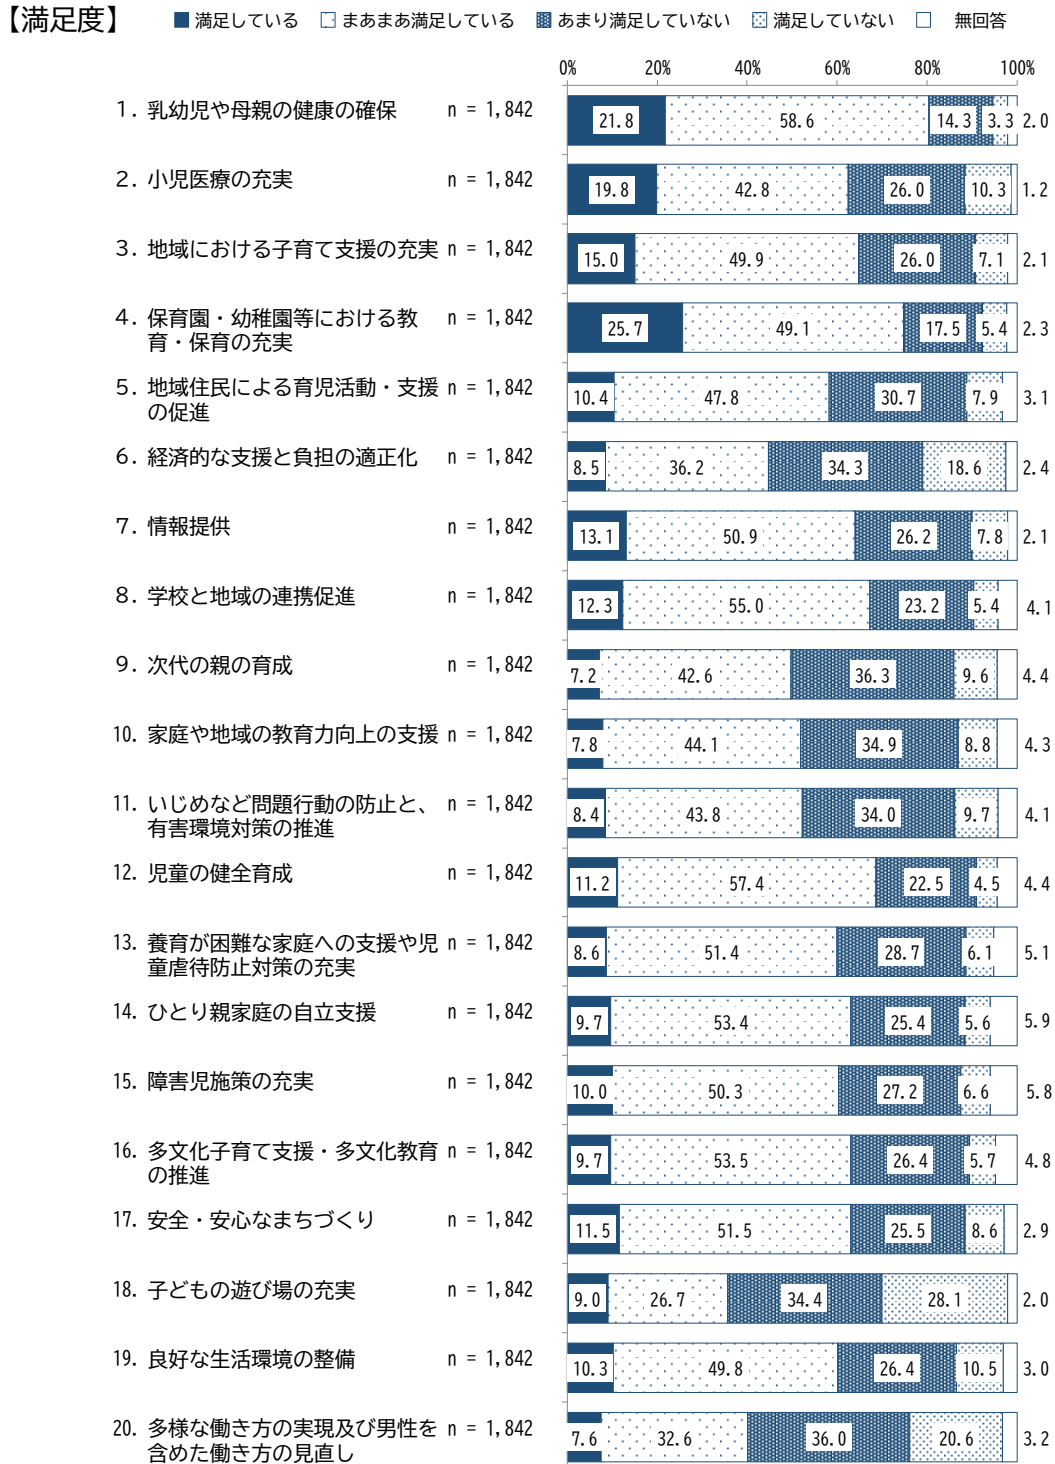 【満足度】
満足している まあまあ満足している あまり満足していない 満足していない 無回答
0% 20% 40% 60% 80% 100%
1. 乳幼児や母親の健康の確保 n = 1,842 21.8 58.6 14.3 3.3 2.0
2. 小児医療の充実 n = 1,842 19.8 42.8 26.0 10.3 1.2
3. 地域における子育て支援の充実 n = 1,842 15.0 49.9 26.0 7.1 2.1
4. 保育園・幼稚園等における教 n = 1,842 25.7 49.1 17.5 5.4 2.3
育・保育の充実
5. 地域住民による育児活動・支援 n = 1,842 10.4 47.8 30.7 7.9 3.1
の促進
6. 経済的な支援と負担の適正化 n = 1,842 8.5 36.2 34.3 18.6 2.4
7. 情報提供 n = 1,842 13.1 50.9 26.2 7.8 2.1
8. 学校と地域の連携促進 n = 1,842 12.3 55.0 23.2 5.4 4.1
9. 次代の親の育成 n = 1,842 7.2 42.6 36.3 9.6 4.4
10. 家庭や地域の教育力向上の支援 n = 1,842 7.8 44.1 34.9 8.8 4.3
11. いじめなど問題行動の防止と、 n = 1,842 8.4 43.8 34.0 9.7 4.1
有害環境対策の推進
12. 児童の健全育成 n = 1,842 11.2 57.4 22.5 4.5 4.4
13. 養育が困難な家庭への支援や児 n = 1,842 8.6 51.4 28.7 6.1 5.1
童虐待防止対策の充実
14. ひとり親家庭の自立支援 n = 1,842 9.7 53.4 25.4 5.6 5.9
15. 障害児施策の充実 n = 1,842 10.0 50.3 27.2 6.6 5.8
16. 多文化子育て支援・多文化教育 n = 1,842 9.7 53.5 26.4 5.7 4.8
の推進
17. 安全・安心なまちづくり n = 1,842 11.5 51.5 25.5 8.6 2.9
18. 子どもの遊び場の充実 n = 1,842 9.0 26.7 34.4 28.1 2.0
19. 良好な生活環境の整備 n = 1,842 10.3 49.8 26.4 10.5 3.0
20. 多様な働き方の実現及び男性を n = 1,842 7.6 32.6 36.0 20.6 3.2
含めた働き方の見直し